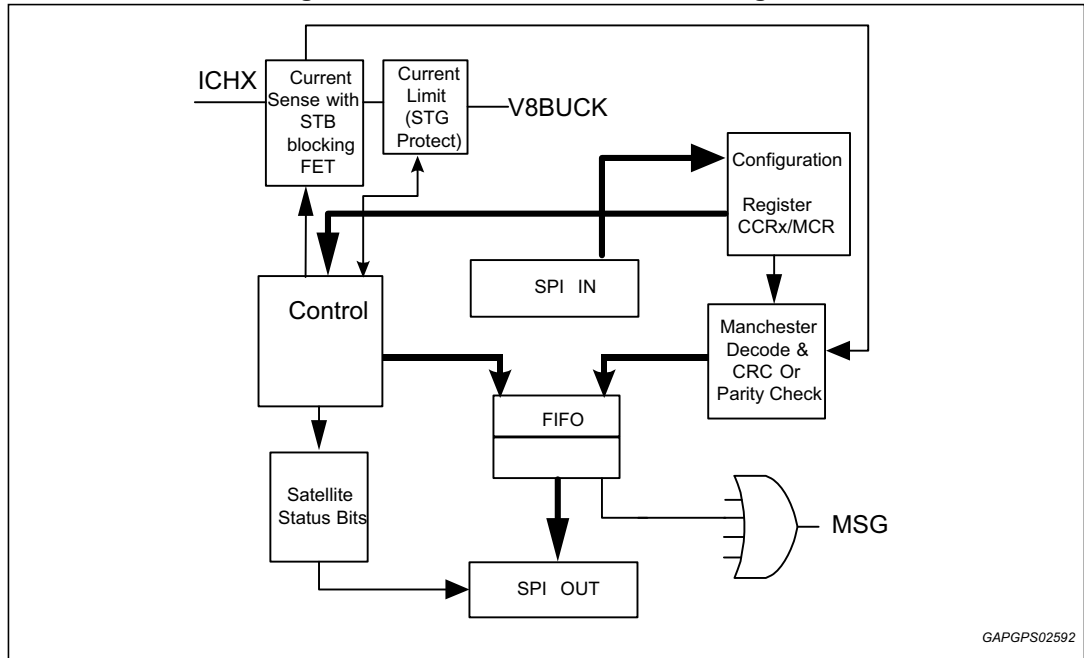 ICHX
Current
Sense with
STB
blocking
FET
Current
Limit
(STG
Protect)
V8BUCK
Configuration
Register
CCRx/MCR
SPI IN
Control
Manchester
Decode &
CRC Or
Parity Check
FIFO
Satellite
Status Bits
MSG
SPI OUT
GAPGPS02592